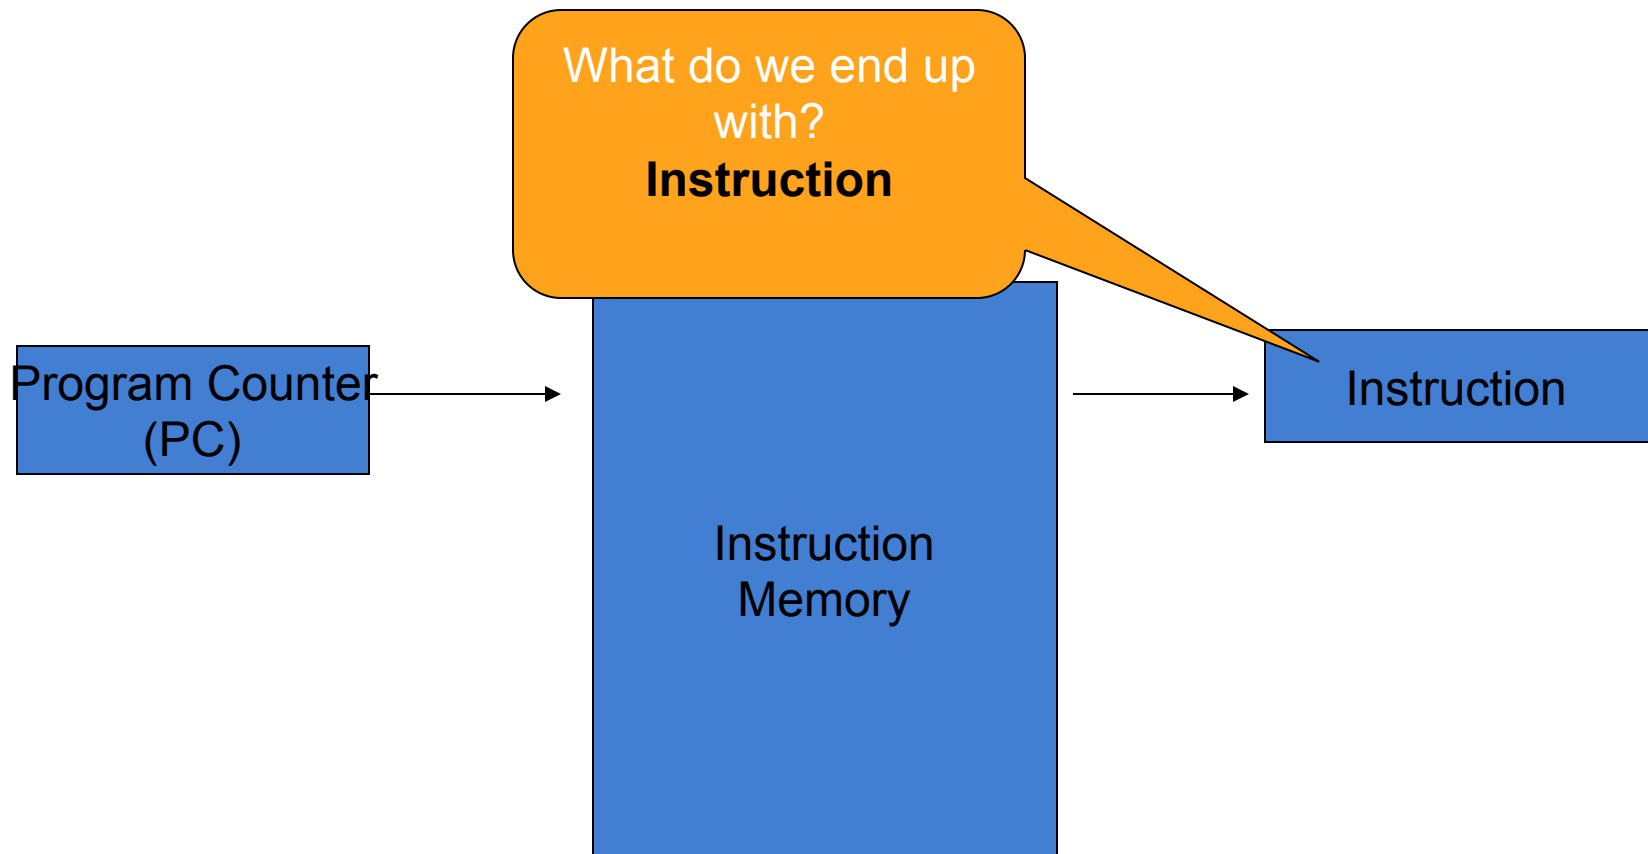 What do we end up
with?
Instruction
Program Counter
(PC)
Instruction
Instruction
Memory